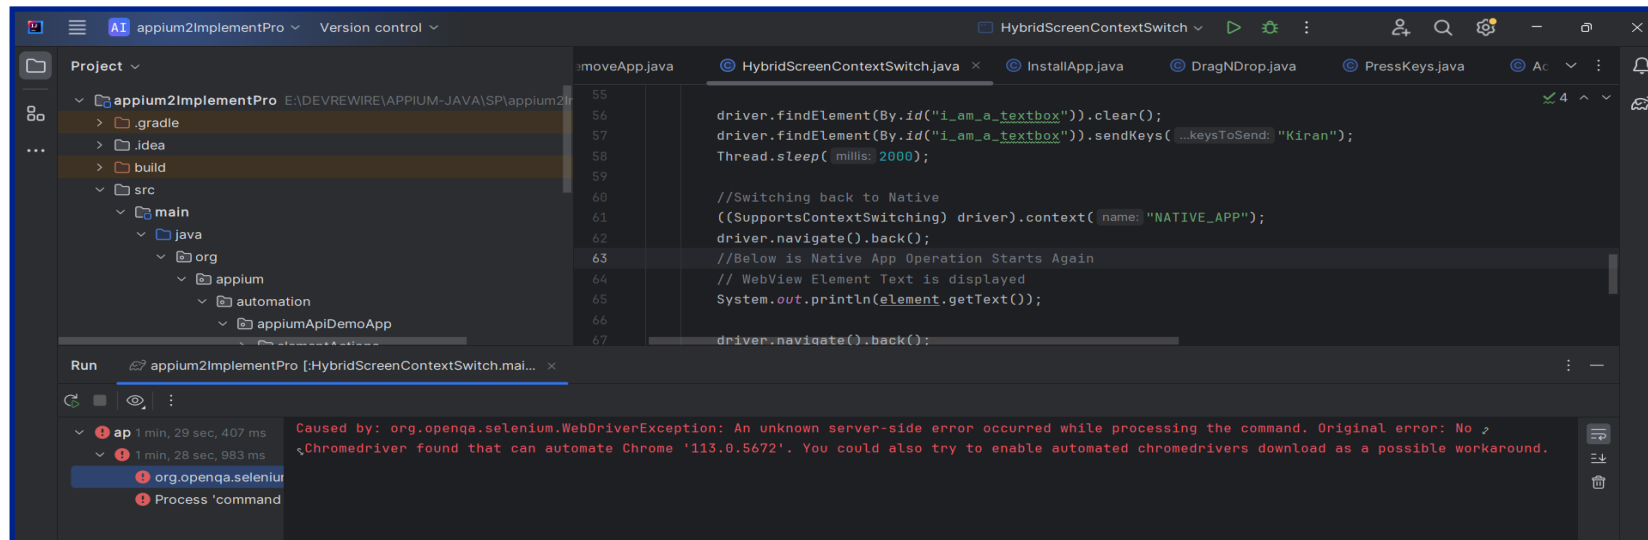 AI appium2ImplementPro Version control HybridScreenContextSwitch
Project
emoveApp.java HybridScreenContextSwitch.java InstallApp.java DragNDrop.java PressKeys.java Ac
appium2ImplementPro E:\DEVREWIRE\APPIUM-JAVA\SP\appium2Im
.gradle
.idea
build
src
main
java
org
appium
automation
appiumApiDemoApp
elementActions
4
55
56 driver.findElement(By.id("i_am_a_textbox")).clear();
57 driver.findElement(By.id("i_am_a_textbox")).sendKeys( ...keysToSend: "Kiran");
58 Thread.sleep( millis: 2000);
59
60 //Switching back to Native
61 ((SupportsContextSwitching) driver).context( name: "NATIVE_APP");
62 driver.navigate().back();
63 //Below is Native App Operation Starts Again
64 // WebView Element Text is displayed
65 System.out.println(element.getText());
66
67 driver.navigate().back();
Run appium2ImplementPro [:HybridScreenContextSwitch.mai...
ap 1 min, 29 sec, 407 ms
1 min, 28 sec, 983 ms
org.openqa.seleniur
Process 'command
Caused by: org.openqa.selenium.WebDriverException: An unknown server-side error occurred while processing the command. Original error: No
Chromedriver found that can automate Chrome '113.0.5672'. You could also try to enable automated chromedrivers download as a possible workaround.